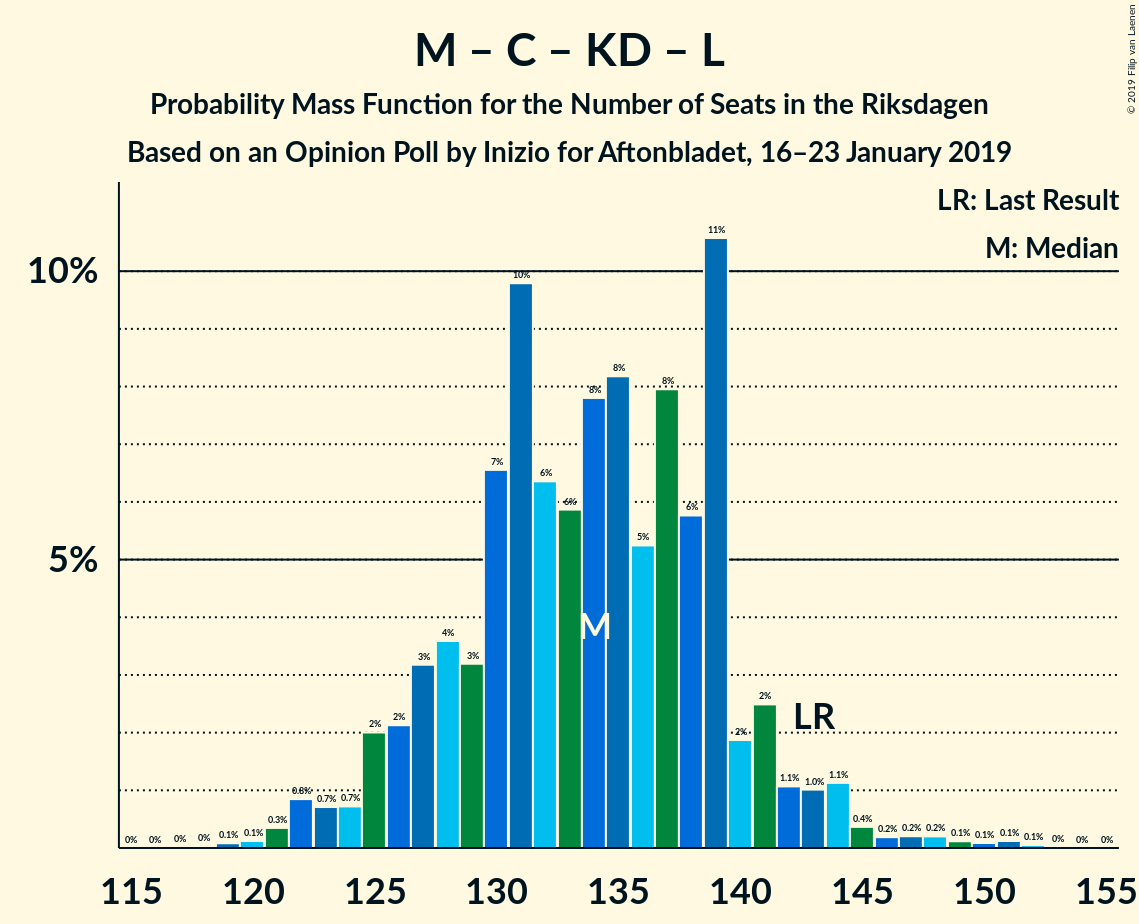 M – C – KD – L
Probability Mass Function for the Number of Seats in the Riksdagen
Based on an Opinion Poll by Inizio for Aftonbladet, 16–23 January 2019
© 2019 Filip van Laenen
LR: Last Result
M: Median
10%
5%
0% 0% 0% 0% 0.1% 0.1% 0.3% 0.8% 0.7% 0.7% 2% 2% 3% 4% 3% 7% 10% 6% 6% 8% 8% 5% 8% 6% 11% 2% 2% 1.1% 1.0% 1.1% 0.4% 0.2% 0.2% 0.2% 0.1% 0.1% 0.1% 0.1% 0% 0% 0%
M
LR
115 120 125 130 135 140 145 150 155